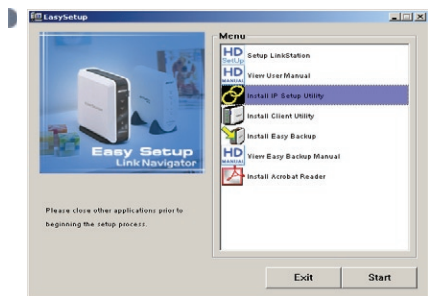 EasySetup
Menu
HD
SetUp
Setup LinkStation
HD
MANUAL
View User Manual
Install IP Setup Utility
Install Client Utility
Install Easy Backup
HD
MANUAL
View Easy Backup Manual
Install Acrobat Reader
Easy Setup
Link Navigator
Please close other applications prior to
beginning the setup process.
Exit
Start